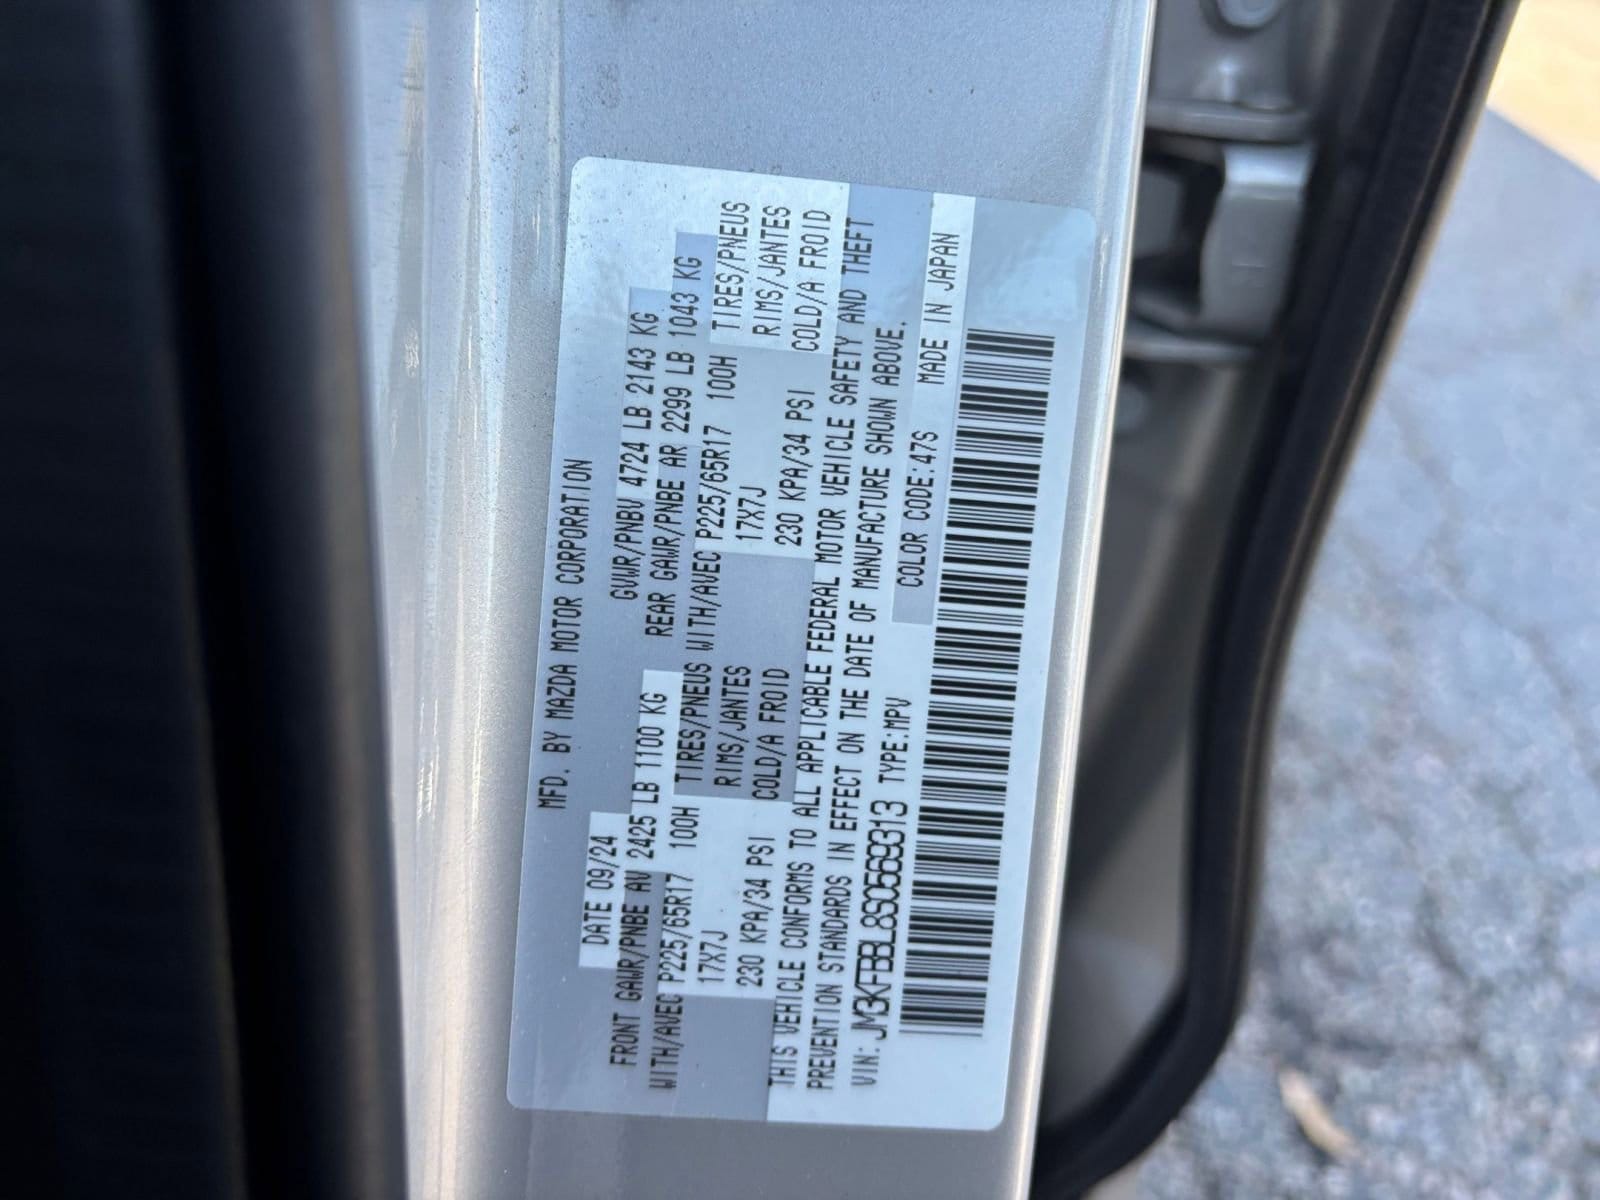 MFD. BY MAZDA MOTOR CORPORATION
DATE 09/24 GVWR/PNBV 4724 LB 2143 KG
FRONT GAWR/PNBE AV 2425 LB 1100 KG REAR GAWR/PNBE AR 2299 LB 1043 KG
WITH/AVEC P225/65R17 100H TIRES/PNEUS WITH/AVEC P225/65R17 100H TIRES/PNEUS
17X7J RIMS/JANTES 17X7J RIMS/JANTES
230 KPA/34 PSI COLD/A FROID 230 KPA/34 PSI COLD/A FROID
THIS VEHICLE CONFORMS TO ALL APPLICABLE FEDERAL MOTOR VEHICLE SAFETY AND THEFT
PREVENTION STANDARDS IN EFFECT ON THE DATE OF MANUFACTURE SHOWN ABOVE.
VIN: JM3KFBBL8S0569313 TYPE:MPV COLOR CODE:47S MADE IN JAPAN